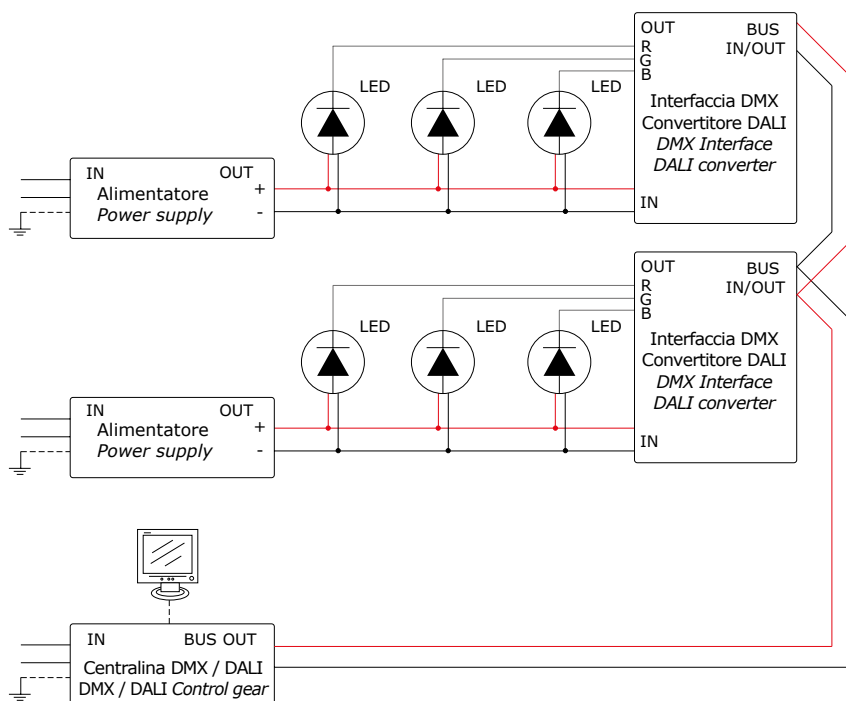 OUT BUS
R IN/OUT
G
B
LED LED LED
Interfaccia DMX
Convertitore DALI
DMX Interface
DALI converter
IN
IN OUT
Alimentatore +
Power supply -
OUT BUS
R IN/OUT
G
B
LED LED LED
Interfaccia DMX
Convertitore DALI
DMX Interface
DALI converter
IN
IN OUT
Alimentatore +
Power supply -
IN BUS OUT
Centralina DMX / DALI
DMX / DALI Control gear